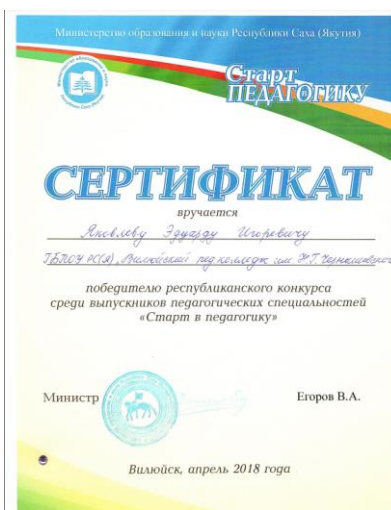 Министерство образования и науки Республики Саха (Якутия)
Старт
ПЕДАГОГИКУ
СЕРТИФИКАТ
вручается
Яковлеву Эдуарду Игоревичу
ГБПОУ РС(Я) „Вилюйский педколледж им Н.Г. Чернышевского
победителю республиканского конкурса
среди выпускников педагогических специальностей
«Старт в педагогику»
Министр
Егоров В.А.
Вилюйск, апрель 2018 года